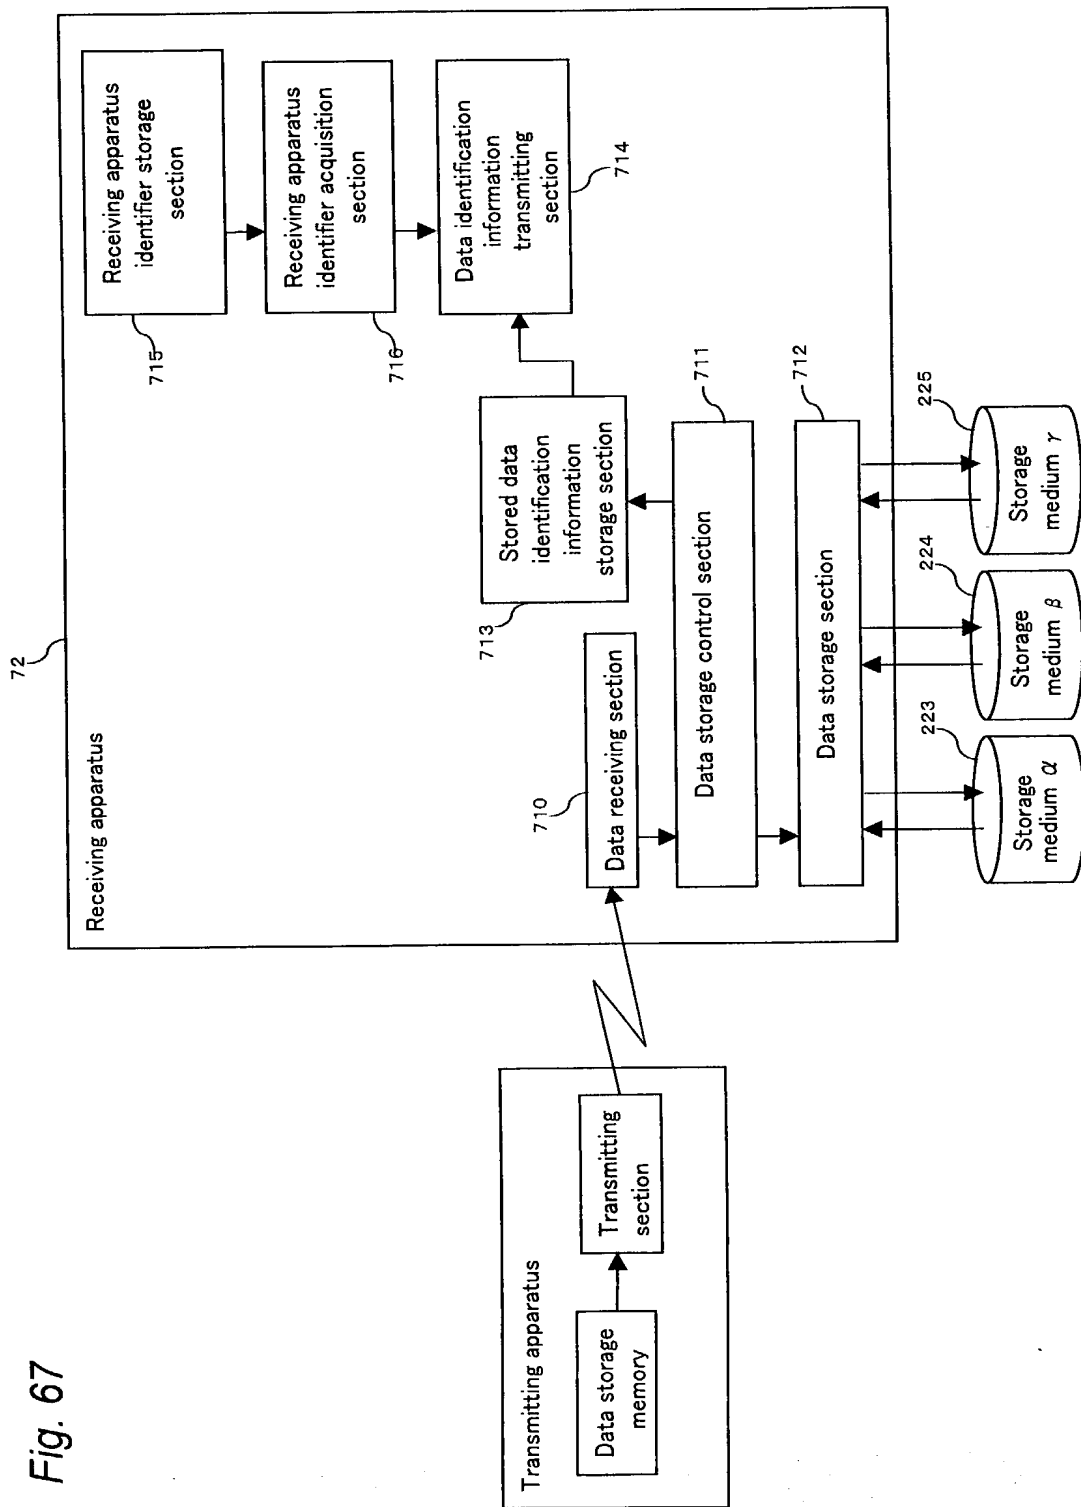 Fig. 67
Transmitting apparatus
Data storage
memory
Transmitting
section
Receiving apparatus
72
710
Data receiving section
713
Stored data
identification
information
storage section
715
Receiving apparatus
identifier storage
section
716
Receiving apparatus
identifier acquisition
section
Data identification
information
transmitting
section
714
711
Data storage control section
712
Data storage section
223
Storage
medium α
224
Storage
medium β
225
Storage
medium γ